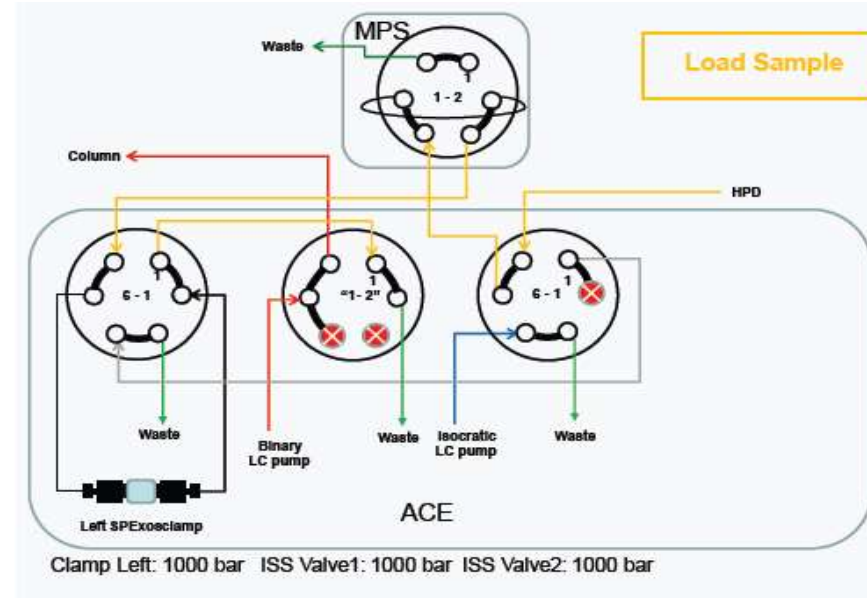 MPS
Waste
1
1 - 2
Load Sample
Column
HPD
1
6 - 1
1
"1- 2"
1
6 - 1
Waste
Binary
LC pump
Waste
Isocratic
LC pump
Waste
Left SPExosclamp
ACE
Clamp Left: 1000 bar ISS Valve1: 1000 bar ISS Valve2: 1000 bar